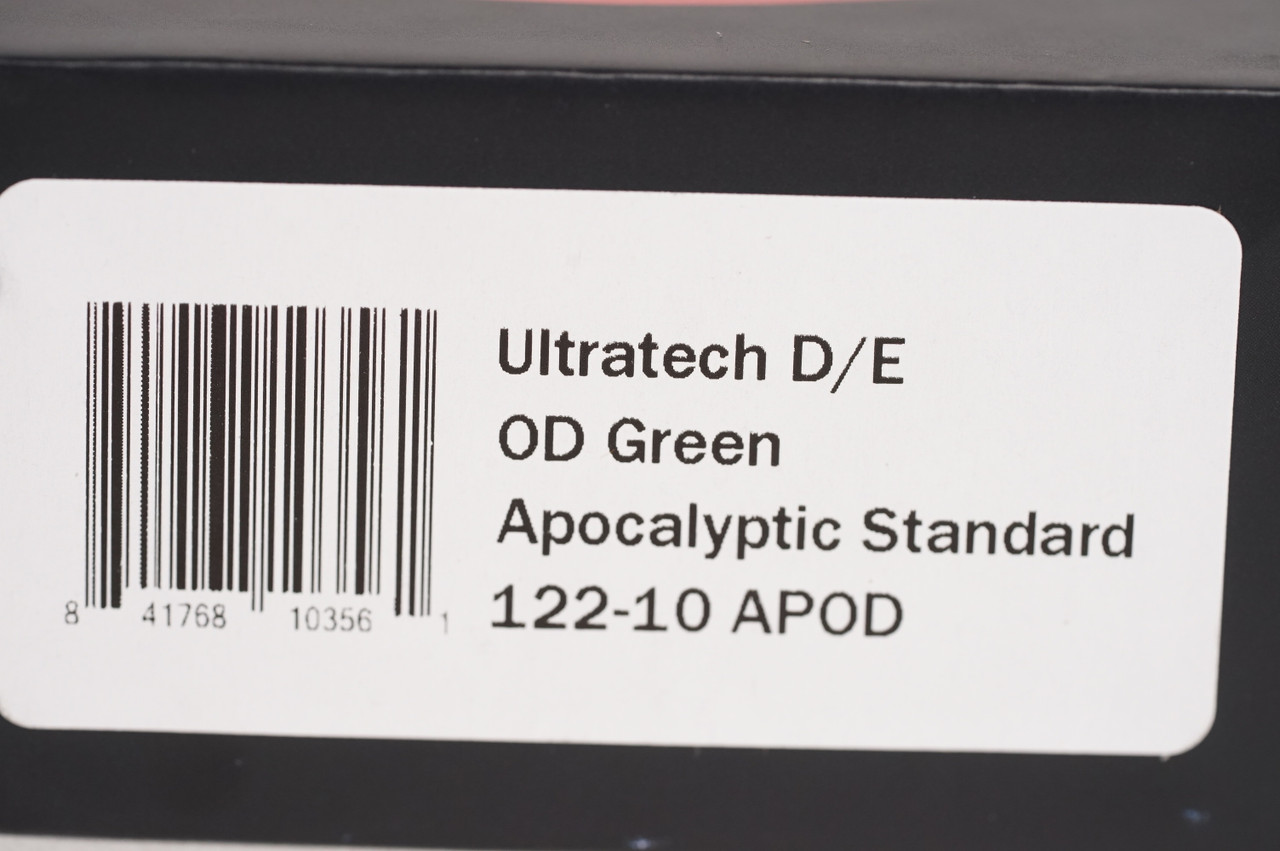 Ultratech D/E
OD Green
Apocalyptic Standard
122-10 APOD
8 41768 10356 1